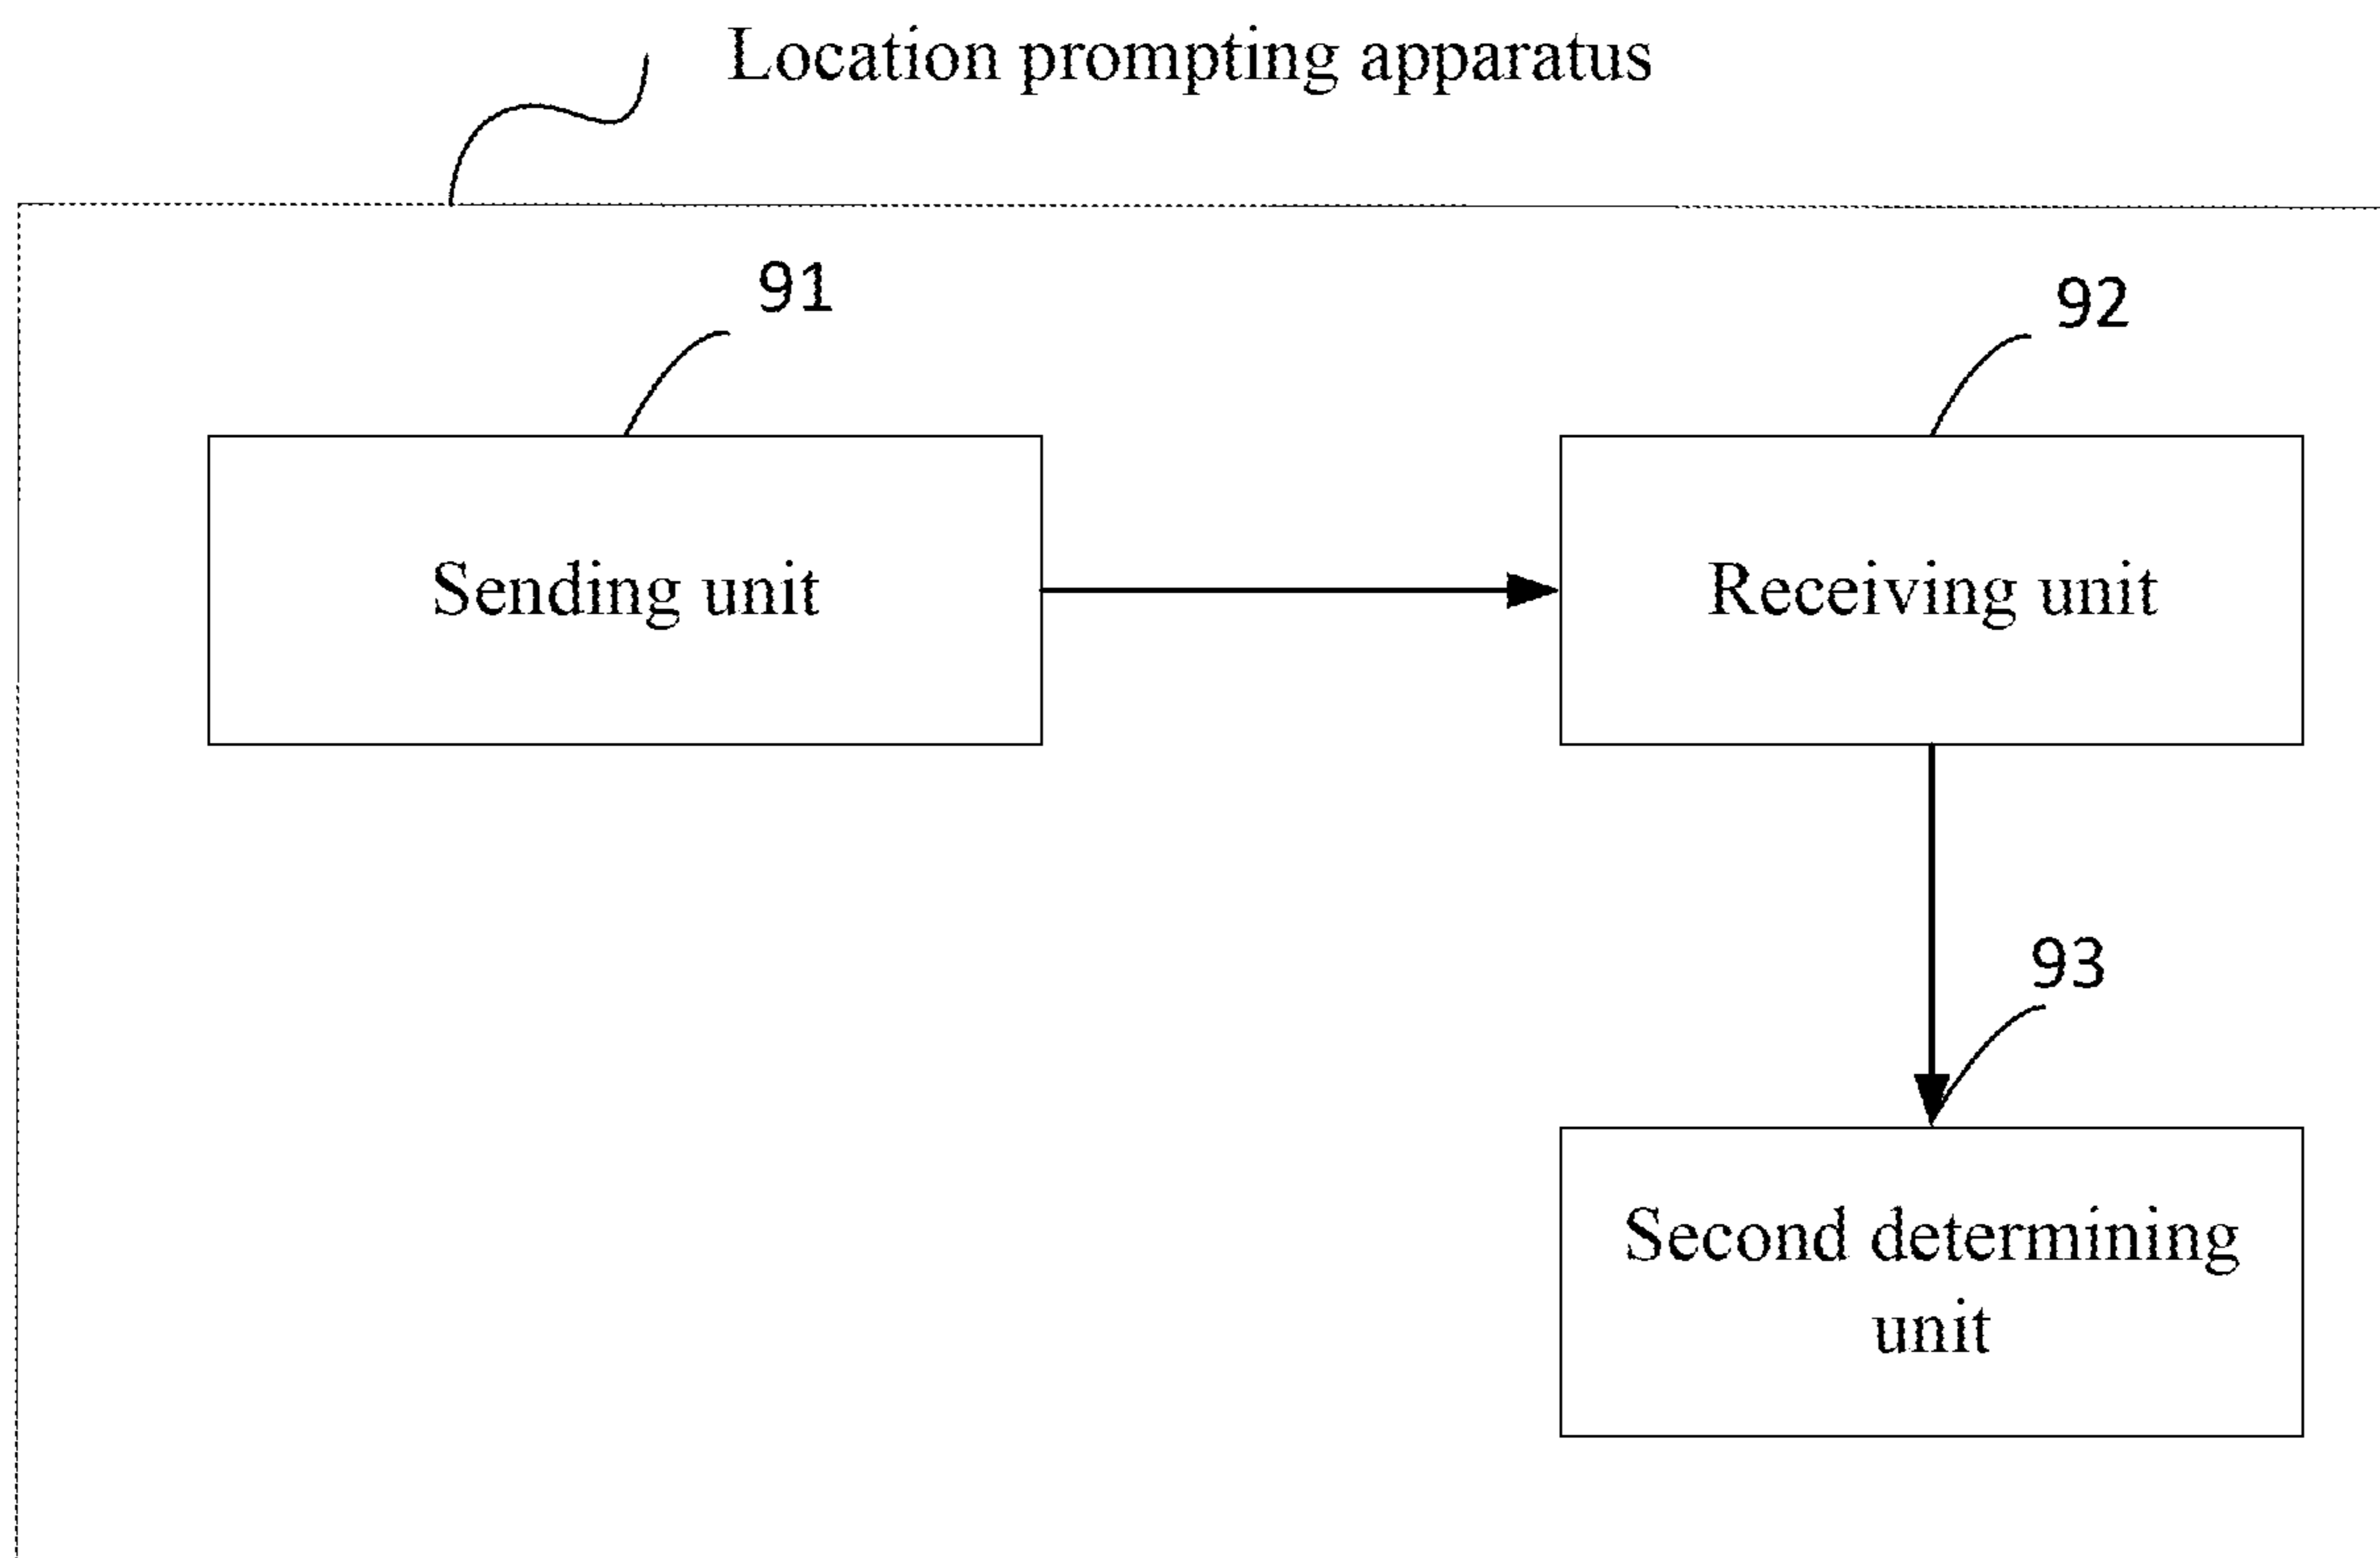 Location prompting apparatus
91
92
Sending unit
Receiving unit
93
Second determining
unit